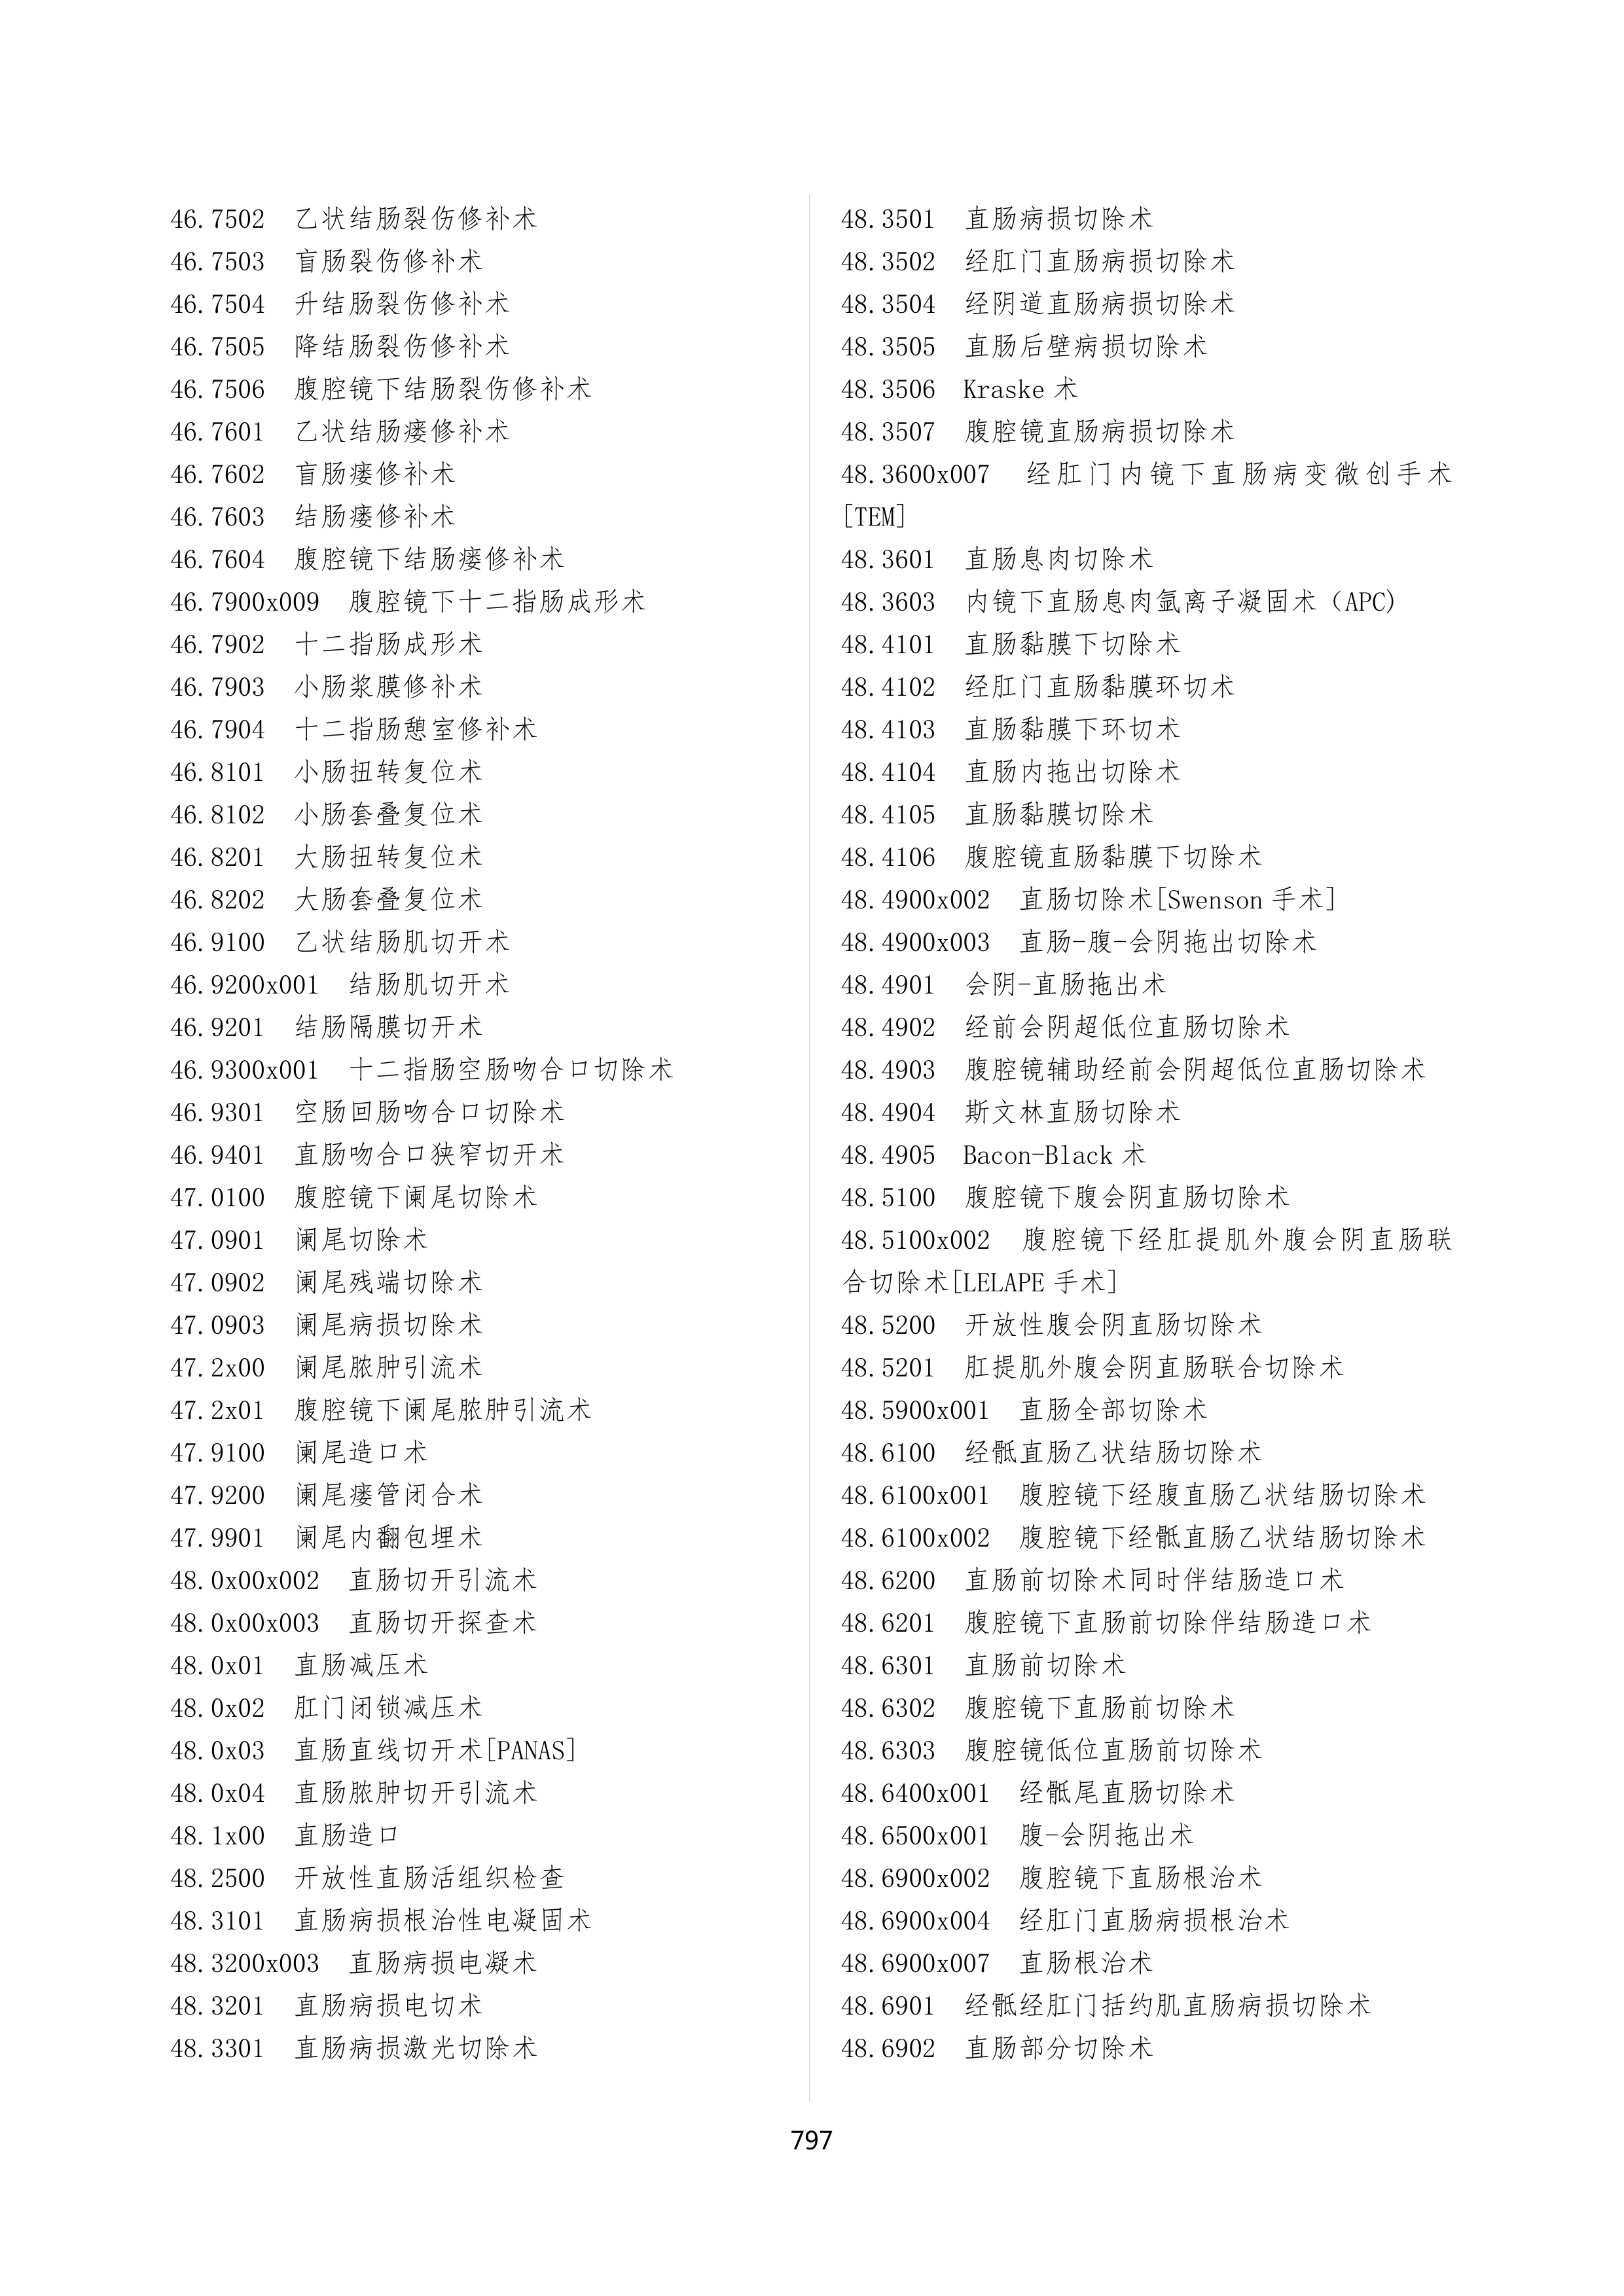 46.7502 乙状结肠裂伤修补术
46.7503 盲肠裂伤修补术
46.7504 升结肠裂伤修补术
46.7505 降结肠裂伤修补术
46.7506 腹腔镜下结肠裂伤修补术
46.7601 乙状结肠瘘修补术
46.7602 盲肠瘘修补术
46.7603 结肠瘘修补术
46.7604 腹腔镜下结肠瘘修补术
46.7900x009 腹腔镜下十二指肠成形术
46.7902 十二指肠成形术
46.7903 小肠浆膜修补术
46.7904 十二指肠憩室修补术
46.8101 小肠扭转复位术
46.8102 小肠套叠复位术
46.8201 大肠扭转复位术
46.8202 大肠套叠复位术
46.9100 乙状结肠肌切开术
46.9200x001 结肠肌切开术
46.9201 结肠隔膜切开术
46.9300x001 十二指肠空肠吻合口切除术
46.9301 空肠回肠吻合口切除术
46.9401 直肠吻合口狭窄切开术
47.0100 腹腔镜下阑尾切除术
47.0901 阑尾切除术
47.0902 阑尾残端切除术
47.0903 阑尾病损切除术
47.2x00 阑尾脓肿引流术
47.2x01 腹腔镜下阑尾脓肿引流术
47.9100 阑尾造口术
47.9200 阑尾瘘管闭合术
47.9901 阑尾内翻包埋术
48.0x00x002 直肠切开引流术
48.0x00x003 直肠切开探查术
48.0x01 直肠减压术
48.0x02 肛门闭锁减压术
48.0x03 直肠直线切开术[PANAS]
48.0x04 直肠脓肿切开引流术
48.1x00 直肠造口
48.2500 开放性直肠活组织检查
48.3101 直肠病损根治性电凝固术
48.3200x003 直肠病损电凝术
48.3201 直肠病损电切术
48.3301 直肠病损激光切除术
48.3501 直肠病损切除术
48.3502 经肛门直肠病损切除术
48.3504 经阴道直肠病损切除术
48.3505 直肠后壁病损切除术
48.3506 Kraske 术
48.3507 腹腔镜直肠病损切除术
48.3600x007 经肛门内镜下直肠病变微创手术
[TEM]
48.3601 直肠息肉切除术
48.3603 内镜下直肠息肉氩离子凝固术（APC)
48.4101 直肠黏膜下切除术
48.4102 经肛门直肠黏膜环切术
48.4103 直肠黏膜下环切术
48.4104 直肠内拖出切除术
48.4105 直肠黏膜切除术
48.4106 腹腔镜直肠黏膜下切除术
48.4900x002 直肠切除术[Swenson 手术]
48.4900x003 直肠-腹-会阴拖出切除术
48.4901 会阴-直肠拖出术
48.4902 经前会阴超低位直肠切除术
48.4903 腹腔镜辅助经前会阴超低位直肠切除术
48.4904 斯文林直肠切除术
48.4905 Bacon-Black 术
48.5100 腹腔镜下腹会阴直肠切除术
48.5100x002 腹腔镜下经肛提肌外腹会阴直肠联
合切除术[LELAPE 手术]
48.5200 开放性腹会阴直肠切除术
48.5201 肛提肌外腹会阴直肠联合切除术
48.5900x001 直肠全部切除术
48.6100 经骶直肠乙状结肠切除术
48.6100x001 腹腔镜下经腹直肠乙状结肠切除术
48.6100x002 腹腔镜下经骶直肠乙状结肠切除术
48.6200 直肠前切除术同时伴结肠造口术
48.6201 腹腔镜下直肠前切除伴结肠造口术
48.6301 直肠前切除术
48.6302 腹腔镜下直肠前切除术
48.6303 腹腔镜低位直肠前切除术
48.6400x001 经骶尾直肠切除术
48.6500x001 腹-会阴拖出术
48.6900x002 腹腔镜下直肠根治术
48.6900x004 经肛门直肠病损根治术
48.6900x007 直肠根治术
48.6901 经骶经肛门括约肌直肠病损切除术
48.6902 直肠部分切除术
797